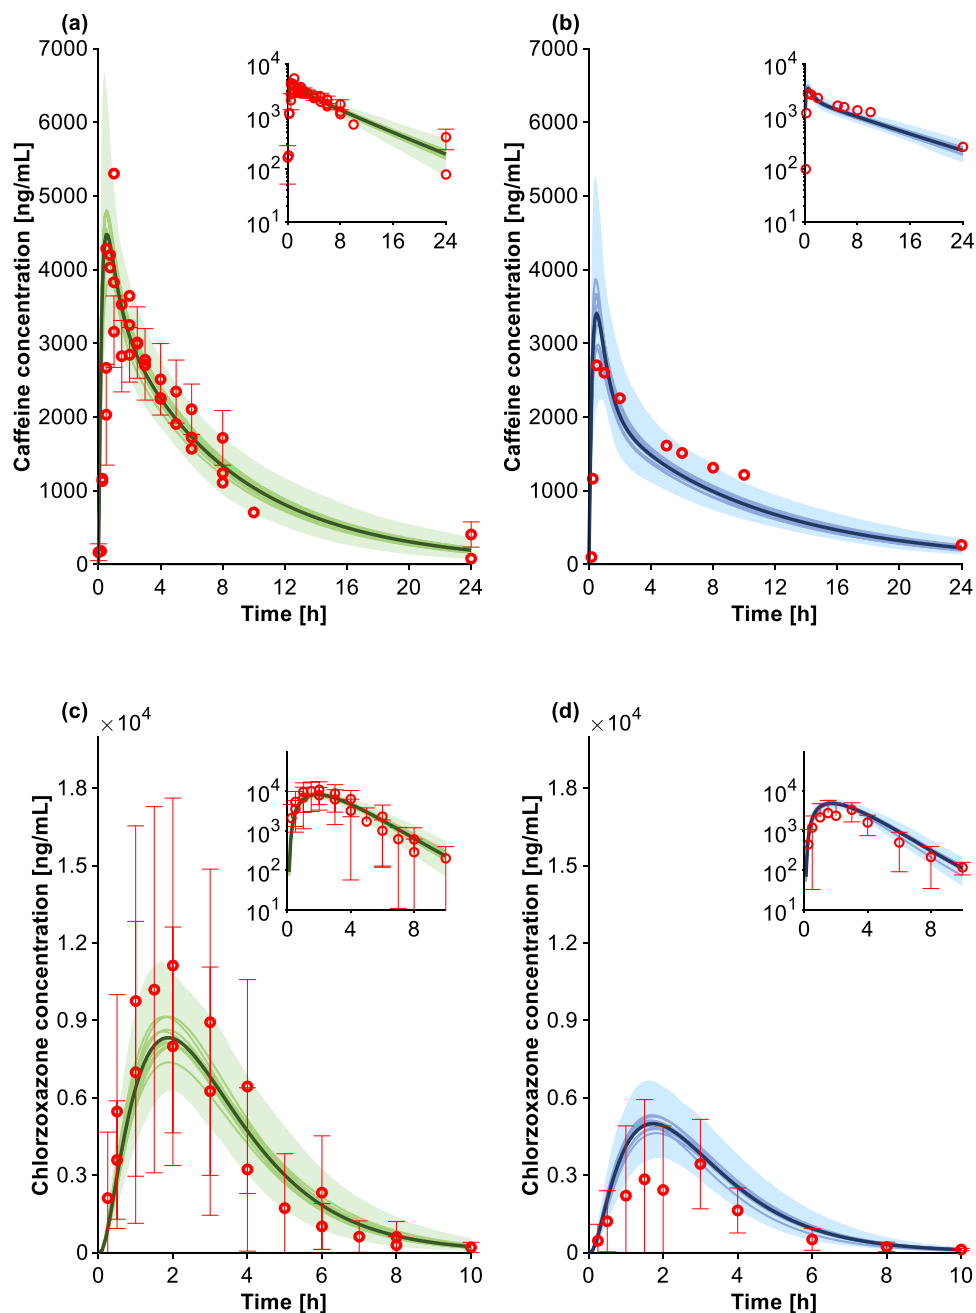 (a)
7000
6000
5000
4000
3000
2000
1000
0
Caffeine concentration [ng/mL]
0 4 8 12 16 20 24
Time [h]
10^4
10^3
10^2
10^1
0 8 16 24
(b)
7000
6000
5000
4000
3000
2000
1000
0
Caffeine concentration [ng/mL]
0 4 8 12 16 20 24
Time [h]
10^4
10^3
10^2
10^1
0 8 16 24
(c)
×10^4
1.8
1.5
1.2
0.9
0.6
0.3
0
Chlorzoxazone concentration [ng/mL]
0 2 4 6 8 10
Time [h]
10^4
10^3
10^2
10^1
0 4 8
(d)
×10^4
1.8
1.5
1.2
0.9
0.6
0.3
0
Chlorzoxazone concentration [ng/mL]
0 2 4 6 8 10
Time [h]
10^4
10^3
10^2
10^1
0 4 8